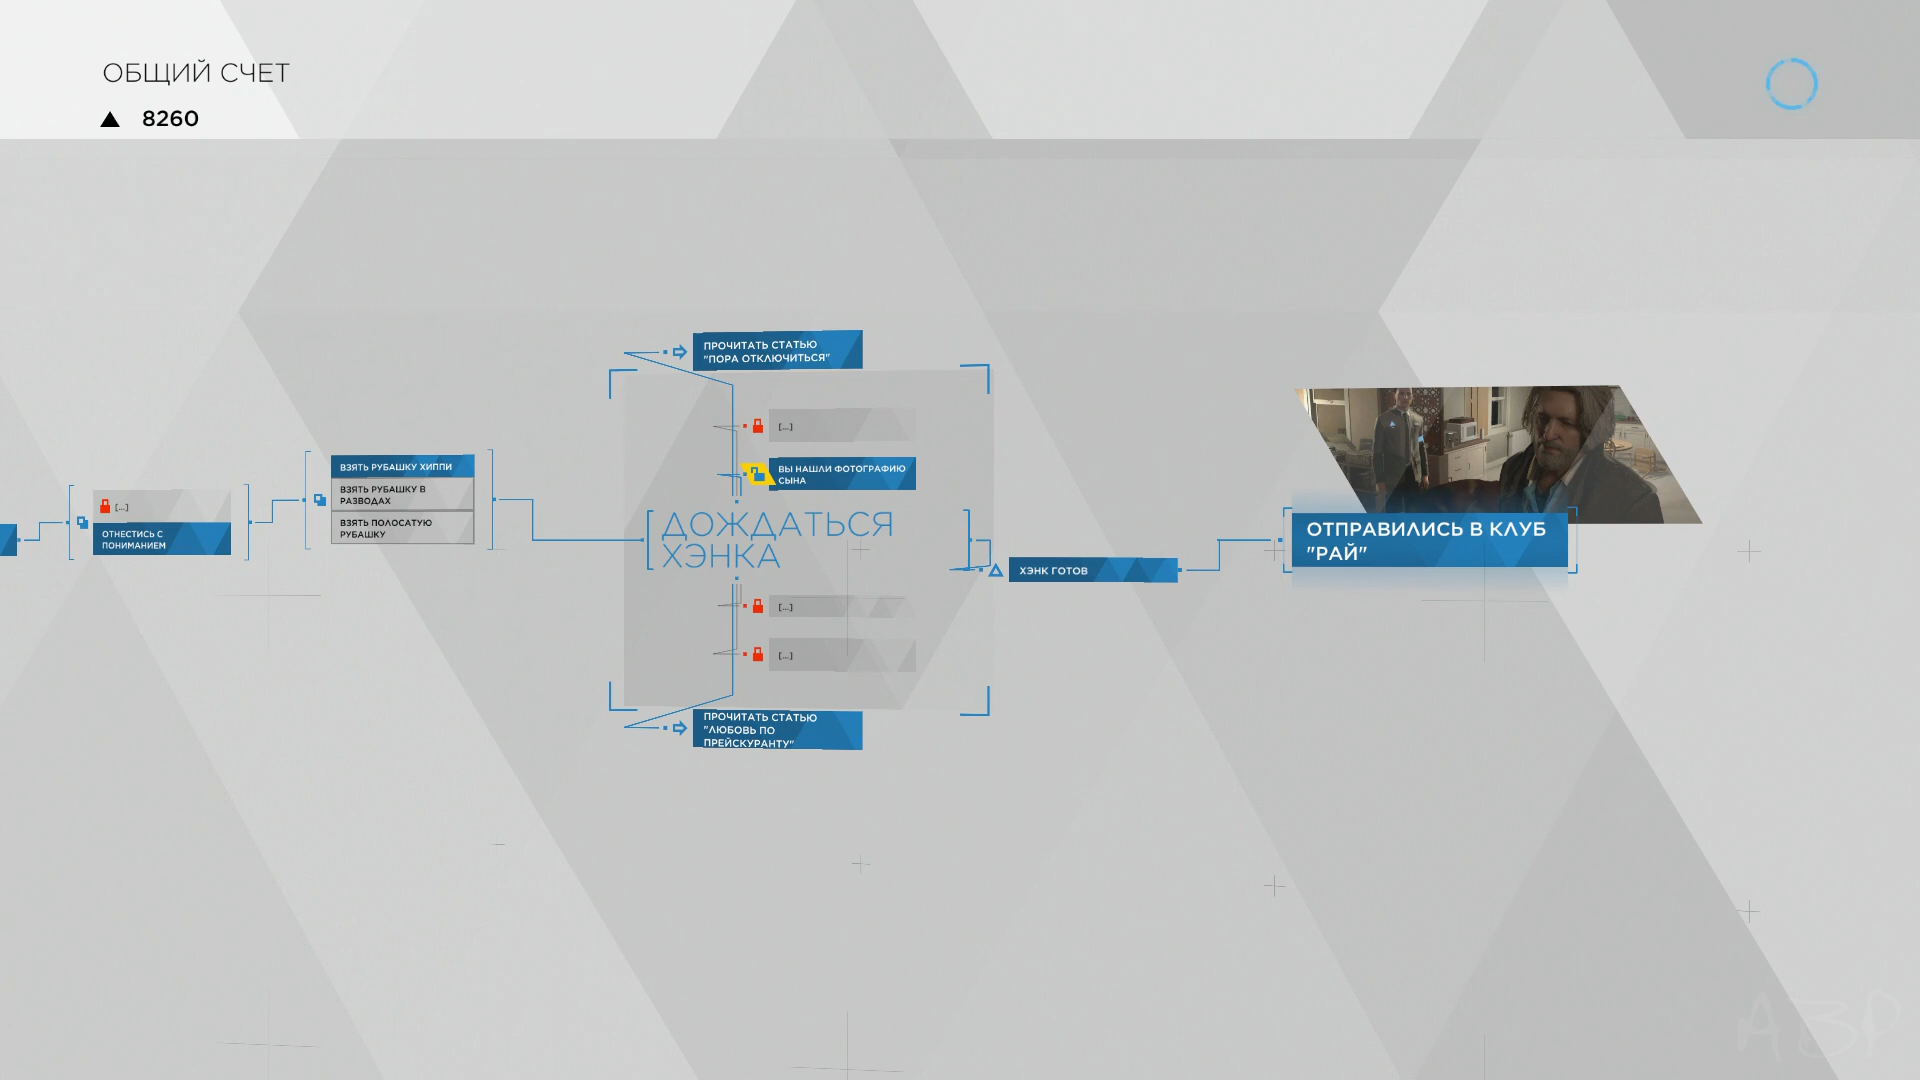 ОБЩИЙ СЧЕТ
8260
[...]
ОТНЕСТИСЬ С
ПОНИМАНИЕМ
ВЗЯТЬ РУБАШКУ ХИППИ
ВЗЯТЬ РУБАШКУ В
РАЗВОДАХ
ВЗЯТЬ ПОЛОСАТУЮ
РУБАШКУ
ПРОЧИТАТЬ СТАТЬЮ
"ПОРА ОТКЛЮЧИТЬСЯ"
[...]
ВЫ НАШЛИ ФОТОГРАФИЮ
СЫНА
ДОЖДАТЬСЯ
ХЭНКА
[...]
[...]
ПРОЧИТАТЬ СТАТЬЮ
"ЛЮБОВЬ ПО
ПРЕЙСКУРАНТУ"
ХЭНК ГОТОВ
ОТПРАВИЛИСЬ В КЛУБ
"РАЙ"